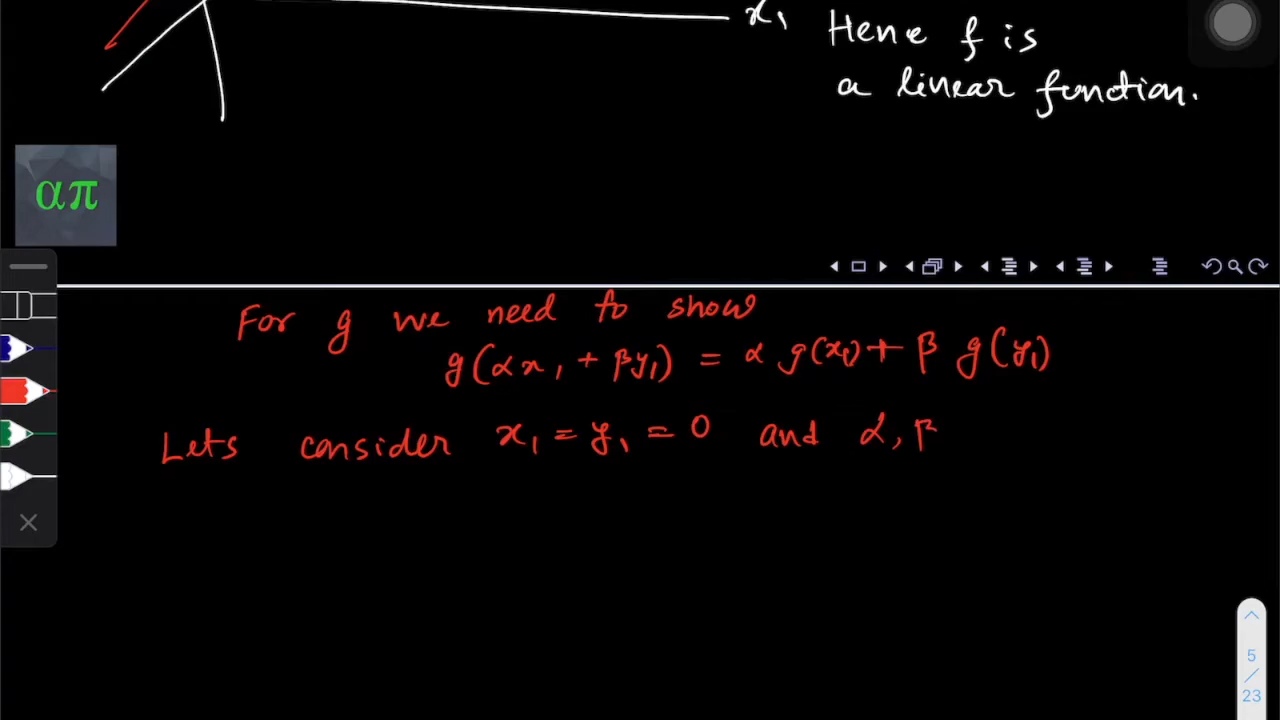 x₁
Hene f is
a linear function.
απ
For g we need to show
g(αx₁ + βy₁) = α g(x₁) + β g(y₁)
Lets consider x₁ = y₁ = 0 and α, β
5
/
23